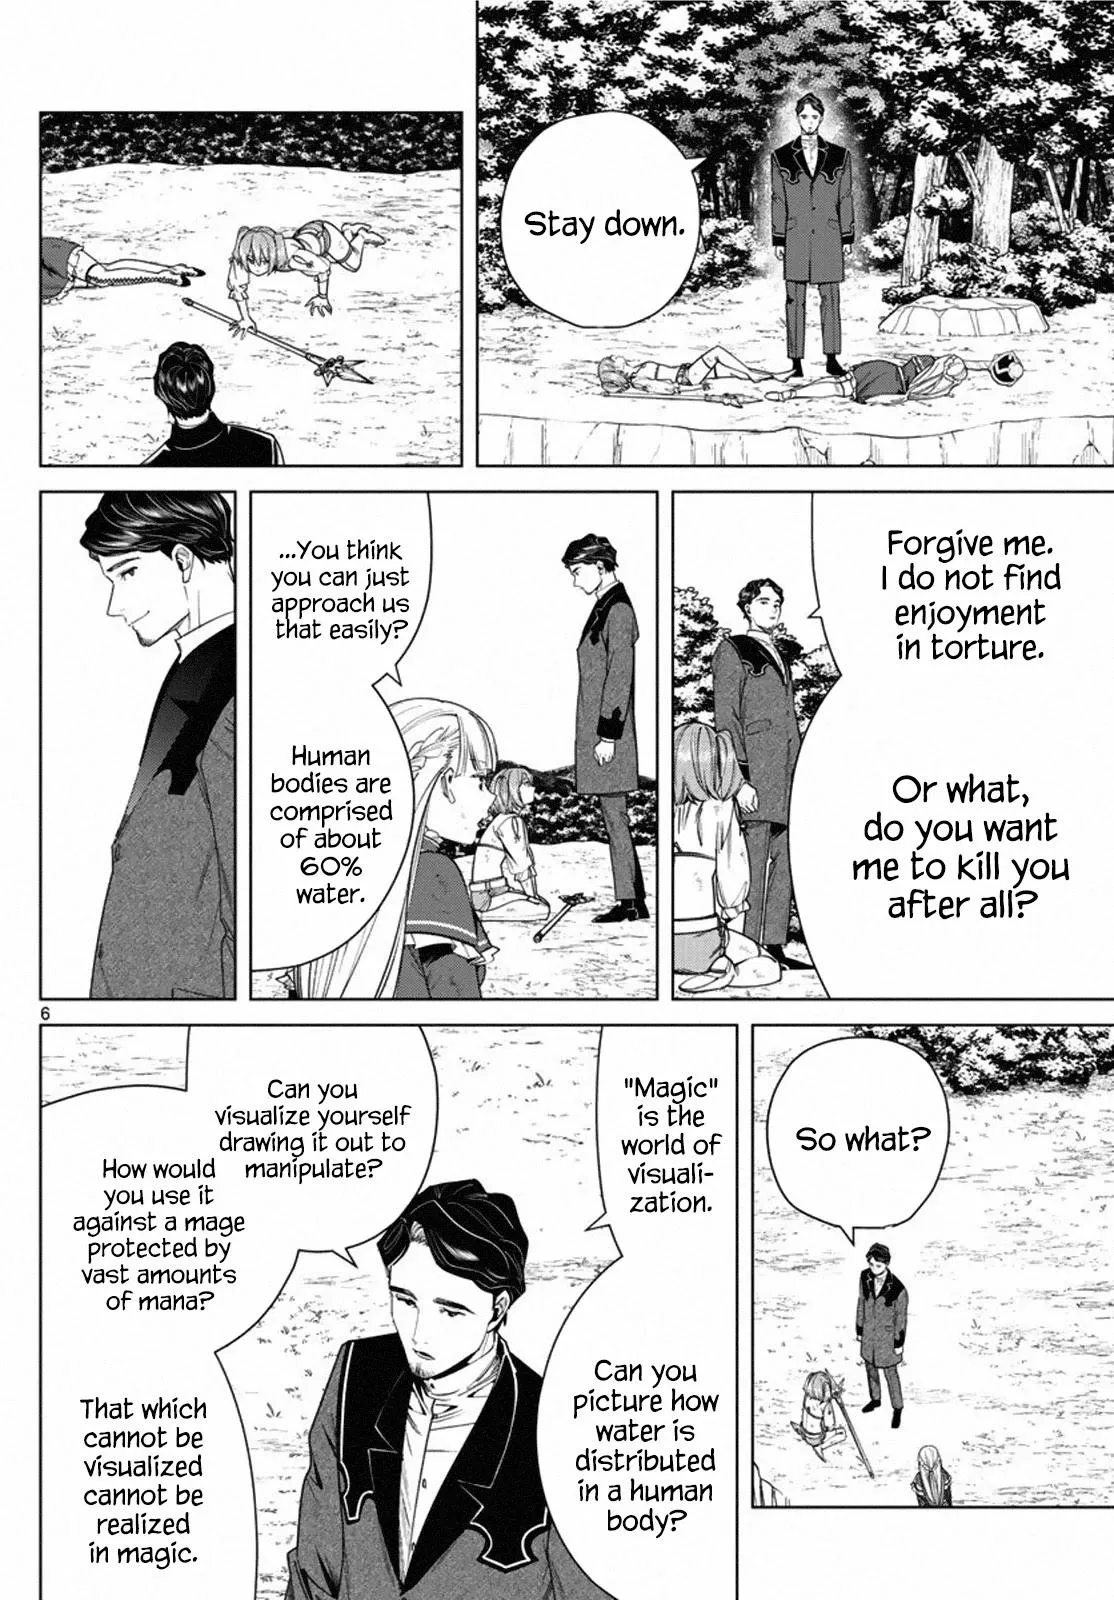 Stay down.
Forgive me.
I do not find
enjoyment
in torture.
Or what,
do you want
me to kill you
after all?
...You think
you can just
approach us
that easily?
Human
bodies are
comprised
of about
60%
water.
6
So what?
"Magic"
is the
world of
visuali-
zation.
Can you
picture how
water is
distributed
in a human
body?
Can you
visualize yourself
drawing it out to
manipulate?
How would
you use it
against a mage
protected by
vast amounts
of mana?
That which
cannot be
visualized
cannot be
realized
in magic.